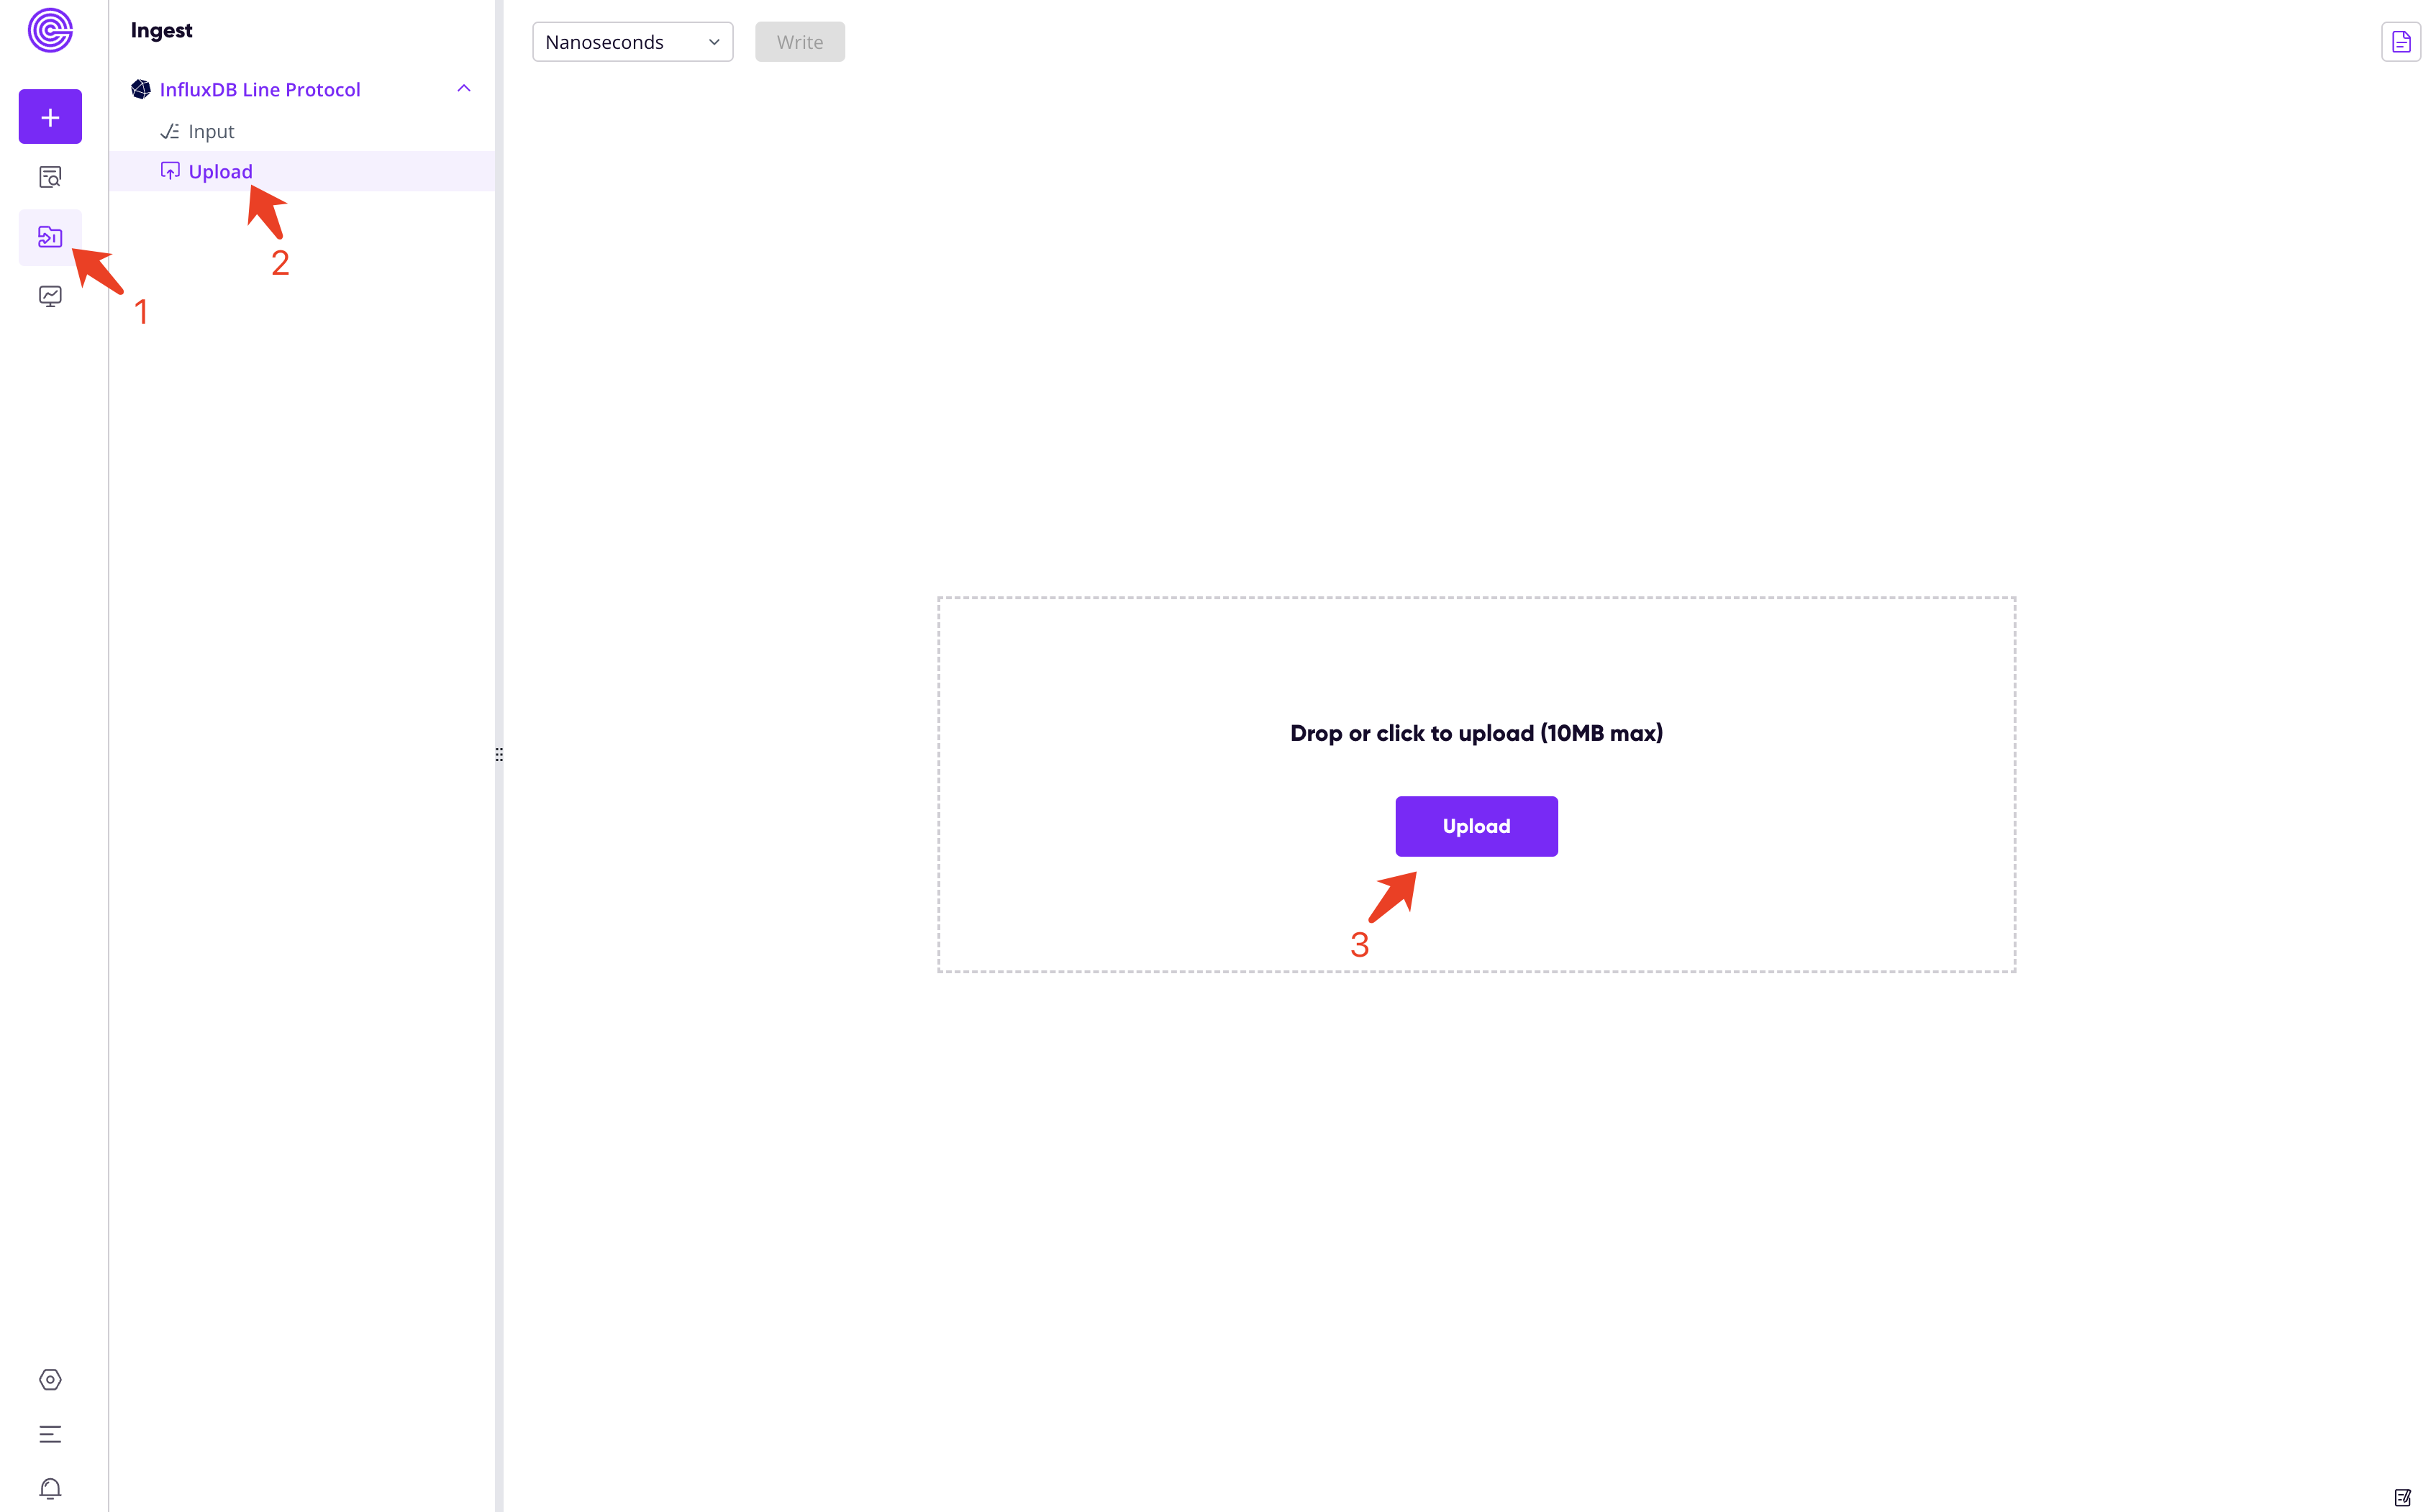 Ingest
InfluxDB Line Protocol
Input
Upload
1
2
Nanoseconds
Write
Drop or click to upload (10MB max)
Upload
3